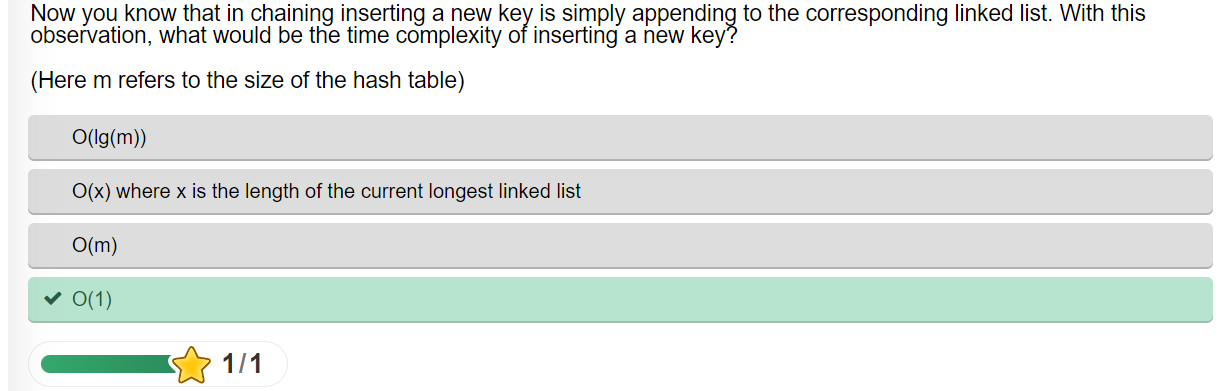 Now you know that in chaining inserting a new key is simply appending to the corresponding linked list. With this
observation, what would be the time complexity of inserting a new key?
(Here m refers to the size of the hash table)
O(lg(m))
O(x) where x is the length of the current longest linked list
O(m)
O(1)
1/1